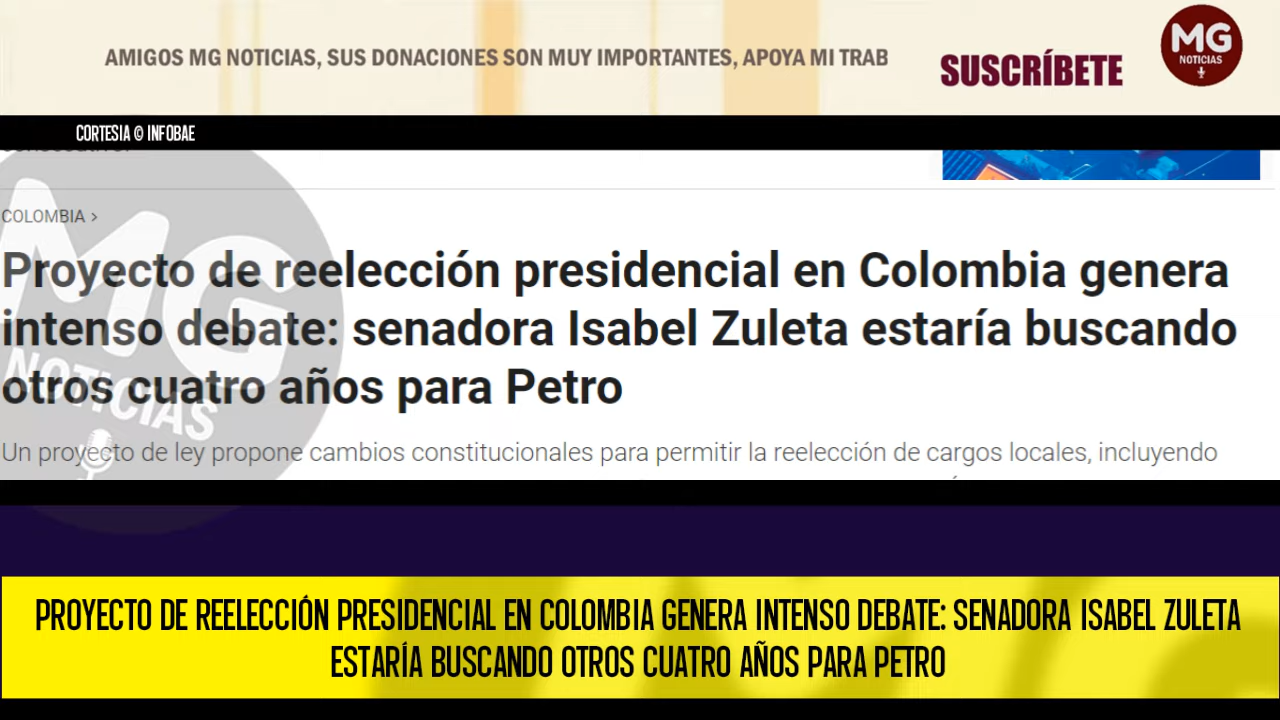 AMIGOS MG NOTICIAS, SUS DONACIONES SON MUY IMPORTANTES, APOYA MI TRAB
SUSCRÍBETE
MG
NOTICIAS
CORTESIA © INFOBAE
COLOMBIA >
Proyecto de reelección presidencial en Colombia genera
intenso debate: senadora Isabel Zuleta estaría buscando
otros cuatro años para Petro
MG
NOTICIAS
Un proyecto de ley propone cambios constitucionales para permitir la reelección de cargos locales, incluyendo
PROYECTO DE REELECCIÓN PRESIDENCIAL EN COLOMBIA GENERA INTENSO DEBATE: SENADORA ISABEL ZULETA
ESTARÍA BUSCANDO OTROS CUATRO AÑOS PARA PETRO